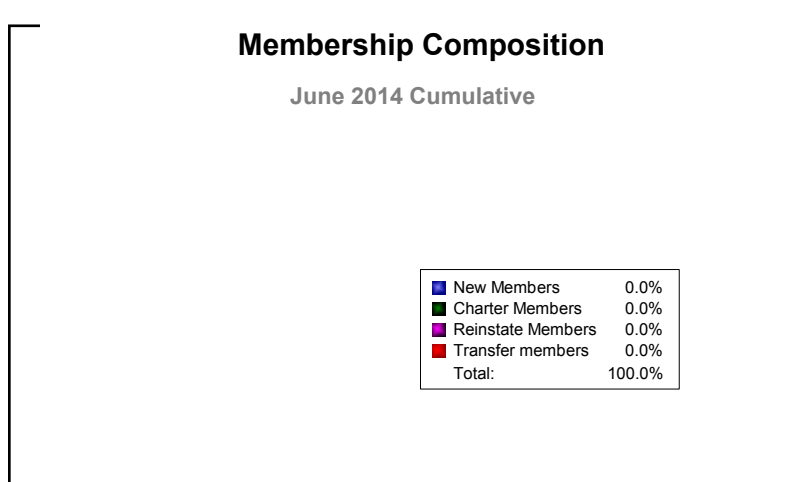 Membership Composition
June 2014 Cumulative
New Members 0.0%
Charter Members 0.0%
Reinstate Members 0.0%
Transfer members 0.0%
Total: 100.0%